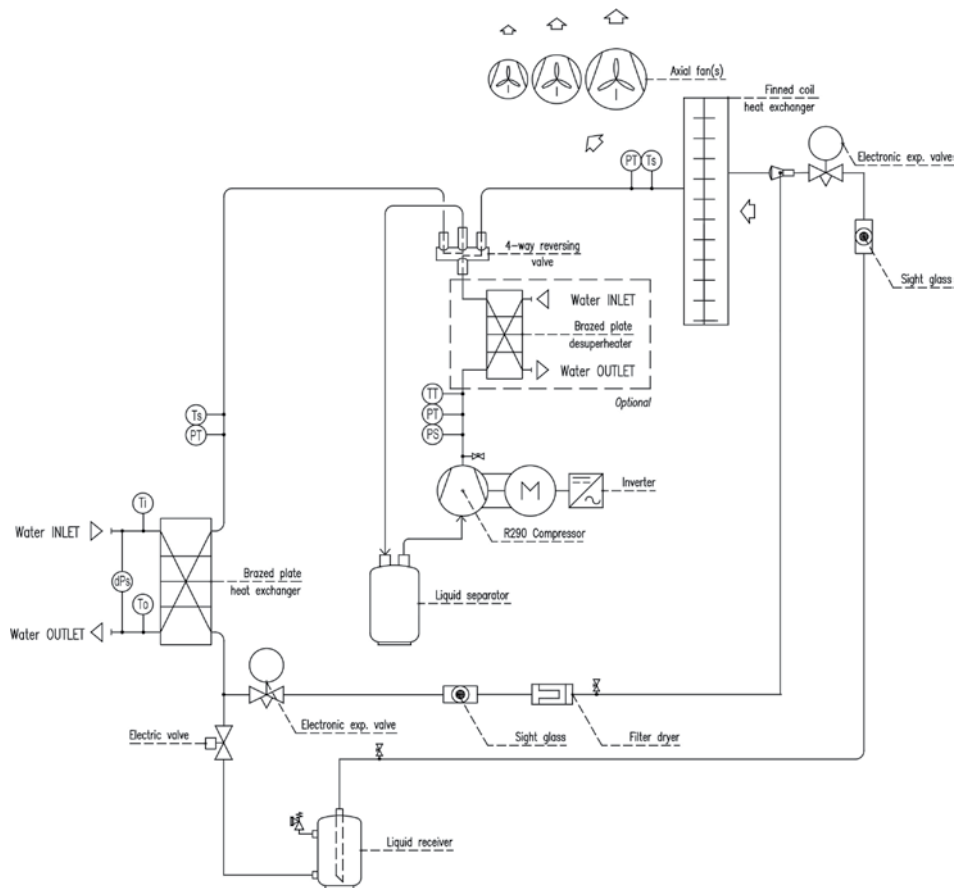 Axial fan(s)
Finned coil
heat exchanger
Electronic exp. valves
PT
Ts
4-way reversing
valve
Sight glass
Water INLET
Brazed plate
desuperheater
Water OUTLET
Optional
TT
PT
PS
Ts
PT
M
Inverter
R290 Compressor
Ti
Water INLET
dPs
Brazed plate
heat exchanger
Liquid separator
To
Water OUTLET
Electronic exp. valve
Sight glass
Filter dryer
Electric valve
Liquid receiver